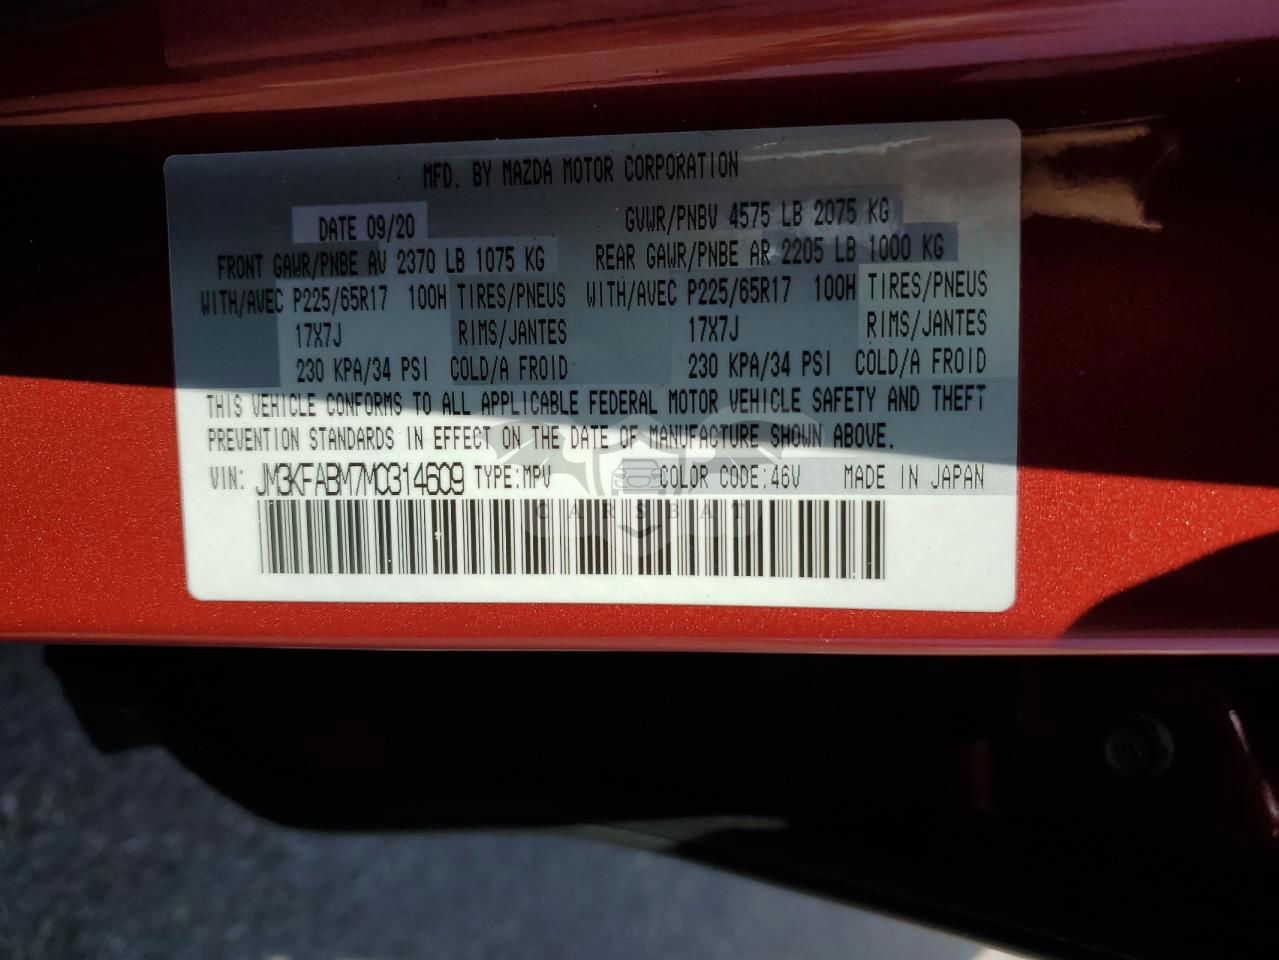 MFD. BY MAZDA MOTOR CORPORATION
DATE 09/20 GVWR/PNBV 4575 LB 2075 KG
FRONT GAWR/PNBE AV 2370 LB 1075 KG REAR GAWR/PNBE AR 2205 LB 1000 KG
WITH/AVEC P225/65R17 100H TIRES/PNEUS WITH/AVEC P225/65R17 100H TIRES/PNEUS
17X7J RIMS/JANTES 17X7J RIMS/JANTES
230 KPA/34 PSI COLD/A FROID 230 KPA/34 PSI COLD/A FROID
THIS VEHICLE CONFORMS TO ALL APPLICABLE FEDERAL MOTOR VEHICLE SAFETY AND THEFT
PREVENTION STANDARDS IN EFFECT ON THE DATE OF MANUFACTURE SHOWN ABOVE.
VIN: JM3KFABM7M0314609 TYPE:MPV COLOR CODE:46V MADE IN JAPAN
CARSBAT